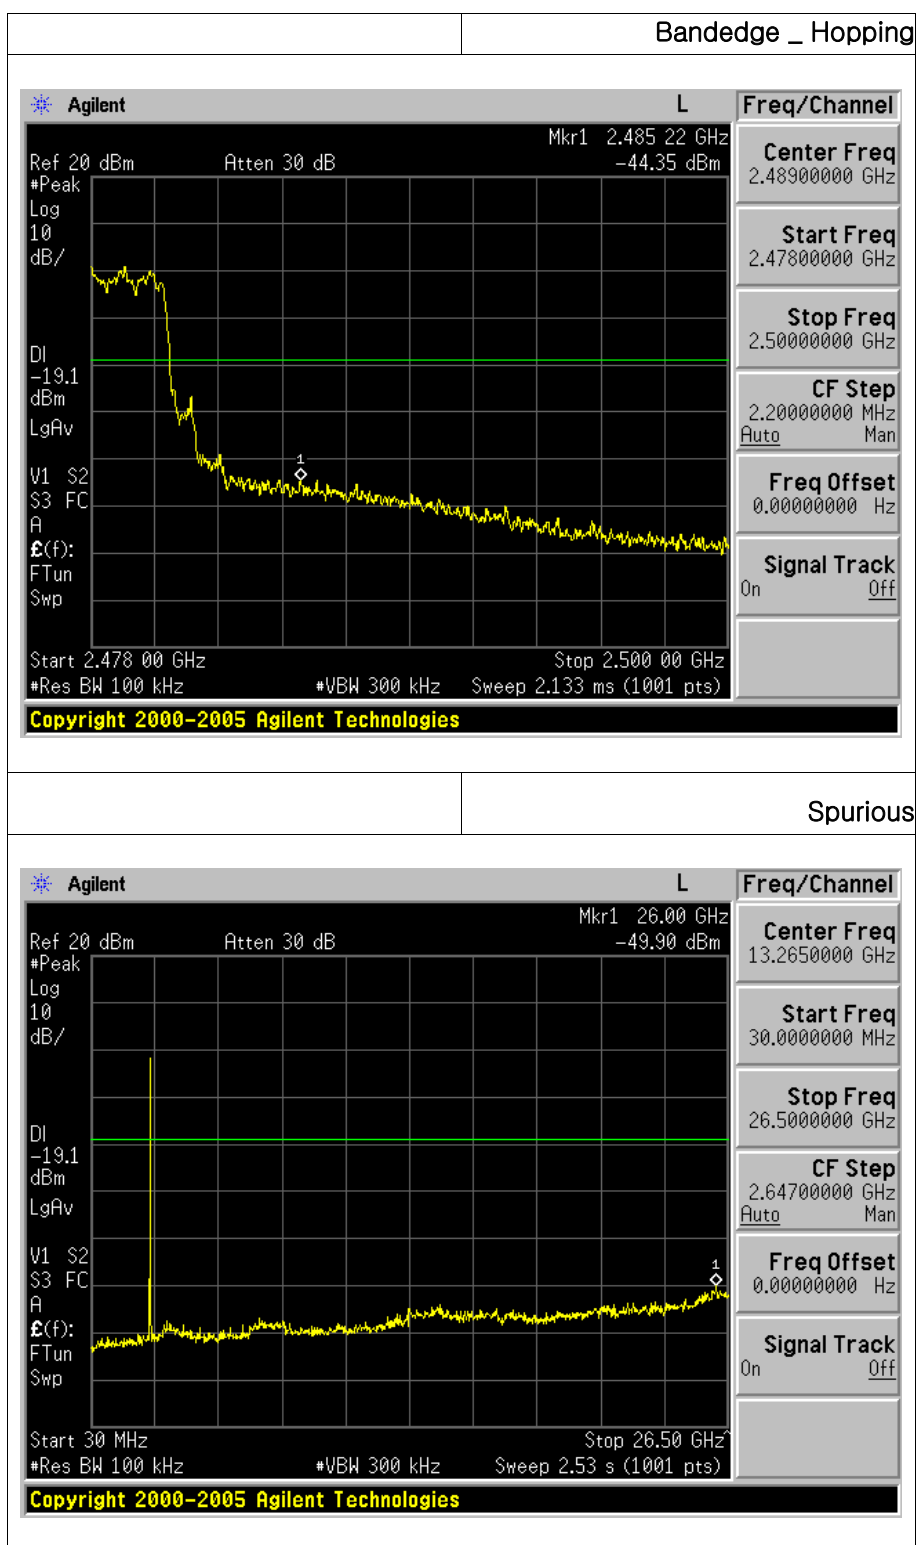 Bandedge _ Hopping
Agilent L Freq/Channel
Mkr1 2.485 22 GHz
Ref 20 dBm Atten 30 dB -44.35 dBm
#Peak
Log
10
dB/
DI
-19.1
dBm
LgAv
V1 S2
S3 FC
A
£(f):
FTun
Swp
1
Start 2.478 00 GHz Stop 2.500 00 GHz
#Res BW 100 kHz #VBW 300 kHz Sweep 2.133 ms (1001 pts)
Copyright 2000-2005 Agilent Technologies
Center Freq
2.48900000 GHz
Start Freq
2.47800000 GHz
Stop Freq
2.50000000 GHz
CF Step
2.20000000 MHz
Auto Man
Freq Offset
0.00000000 Hz
Signal Track
On Off
Spurious
Agilent L Freq/Channel
Mkr1 26.00 GHz
Ref 20 dBm Atten 30 dB -49.90 dBm
#Peak
Log
10
dB/
DI
-19.1
dBm
LgAv
V1 S2
S3 FC
A
£(f):
FTun
Swp
1
Start 30 MHz Stop 26.50 GHz^
#Res BW 100 kHz #VBW 300 kHz Sweep 2.53 s (1001 pts)
Copyright 2000-2005 Agilent Technologies
Center Freq
13.2650000 GHz
Start Freq
30.0000000 MHz
Stop Freq
26.5000000 GHz
CF Step
2.64700000 GHz
Auto Man
Freq Offset
0.00000000 Hz
Signal Track
On Off